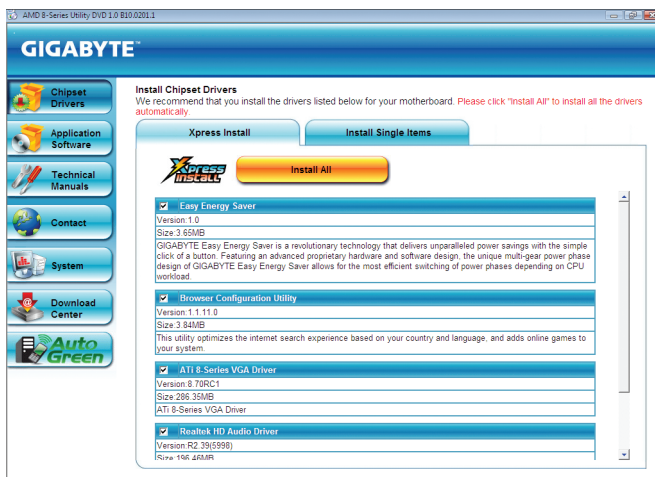 AMD 8-Series Utility DVD 1.0 B10.0201.1
GIGABYTE™
Chipset
Drivers
Application
Software
Technical
Manuals
Contact
System
Download
Center
Auto
Green
Install Chipset Drivers
We recommend that you install the drivers listed below for your motherboard. Please click "Install All" to install all the drivers
automatically.
Xpress Install
Install Single Items
Xpress
Install
Install All
Easy Energy Saver
Version:1.0
Size:3.65MB
GIGABYTE Easy Energy Saver is a revolutionary technology that delivers unparalleled power savings with the simple
click of a button. Featuring an advanced proprietary hardware and software design, the unique multi-gear power phase
design of GIGABYTE Easy Energy Saver allows for the most efficient switching of power phases depending on CPU
workload.
Browser Configuration Utility
Version:1.1.11.0
Size:3.84MB
This utility optimizes the internet search experience based on your country and language, and adds online games to
your system.
ATi 8-Series VGA Driver
Version:8.70RC1
Size:286.35MB
ATi 8-Series VGA Driver
Realtek HD Audio Driver
Version:R2.39(5998)
Size:196.46MB